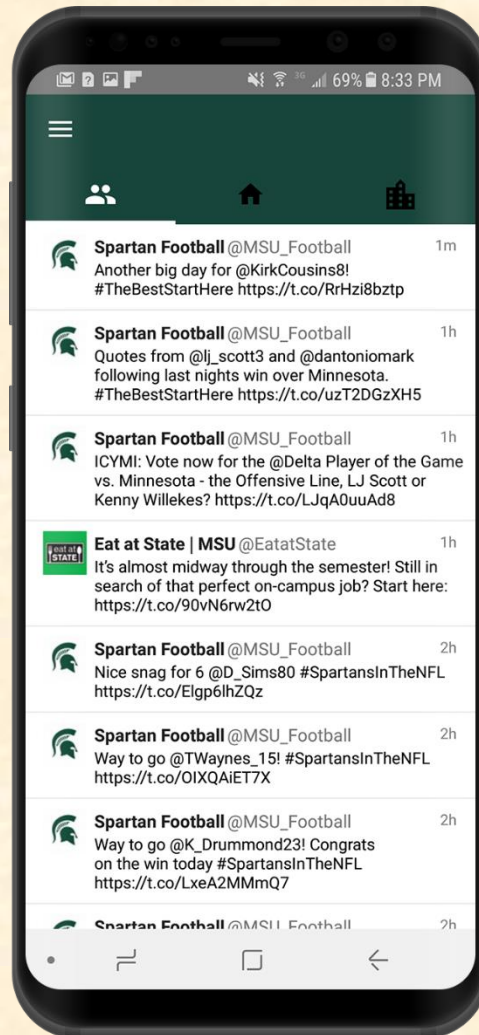 3G 69% 8:33 PM
Spartan Football @MSU_Football 1m
Another big day for @KirkCousins8!
#TheBestStartHere https://t.co/RrHzi8bztp
Spartan Football @MSU_Football 1h
Quotes from @lj_scott3 and @dantoniomark
following last nights win over Minnesota.
#TheBestStartHere https://t.co/uzT2DGzXH5
Spartan Football @MSU_Football 1h
ICYMI: Vote now for the @Delta Player of the Game
vs. Minnesota - the Offensive Line, LJ Scott or
Kenny Willekes? https://t.co/LJqA0uuAd8
eat at
STATE
Eat at State | MSU @EatatState 1h
It's almost midway through the semester! Still in
search of that perfect on-campus job? Start here:
https://t.co/90vN6rw2tO
Spartan Football @MSU_Football 2h
Nice snag for 6 @D_Sims80 #SpartansInTheNFL
https://t.co/Elgp6lhZQz
Spartan Football @MSU_Football 2h
Way to go @TWaynes_15! #SpartansInTheNFL
https://t.co/OIXQAiET7X
Spartan Football @MSU_Football 2h
Way to go @K_Drummond23! Congrats
on the win today #SpartansInTheNFL
https://t.co/LxeA2MMmQ7
Spartan Football @MSU_Football 2h